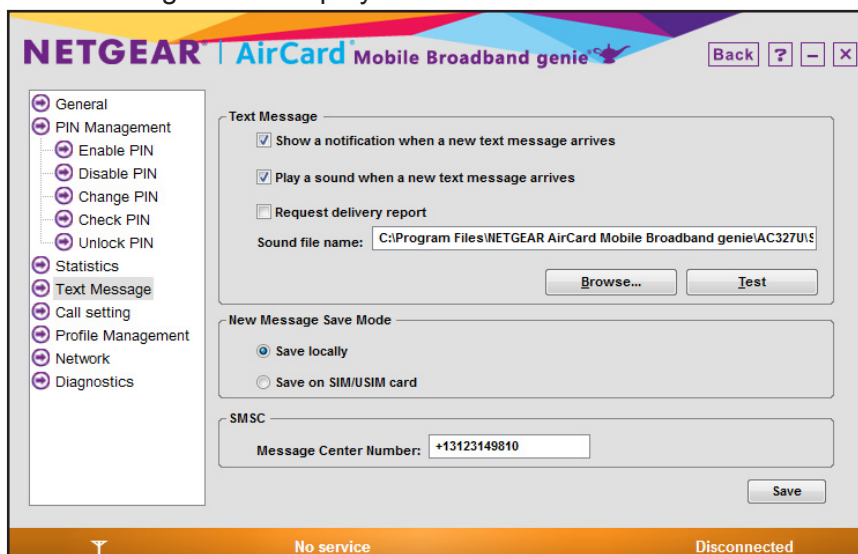 NETGEAR® | AirCard® Mobile Broadband genie
Back ? – X
General
PIN Management
Enable PIN
Disable PIN
Change PIN
Check PIN
Unlock PIN
Statistics
Text Message
Call setting
Profile Management
Network
Diagnostics
Text Message
Show a notification when a new text message arrives
Play a sound when a new text message arrives
Request delivery report
Sound file name: C:\Program Files\NETGEAR AirCard Mobile Broadband genie\AC327U\S
Browse... Test
New Message Save Mode
Save locally
Save on SIM/USIM card
SMSC
Message Center Number: +13123149810
Save
No service Disconnected